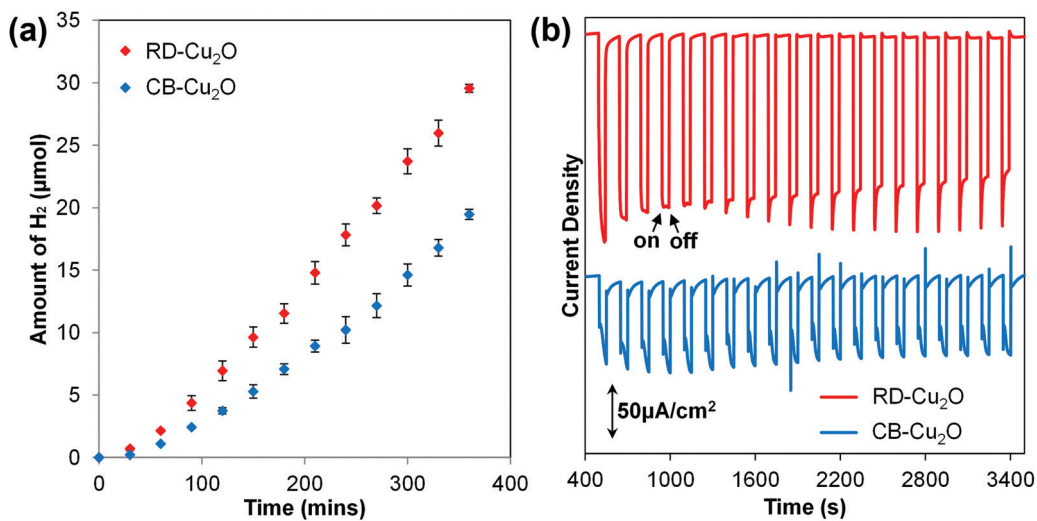 (a)
35
30
25
20
15
10
5
0
Amount of H₂ (μmol)
RD-Cu₂O
CB-Cu₂O
0 100 200 300 400
Time (mins)
(b)
Current Density
on off
50μA/cm²
RD-Cu₂O
CB-Cu₂O
400 1000 1600 2200 2800 3400
Time (s)